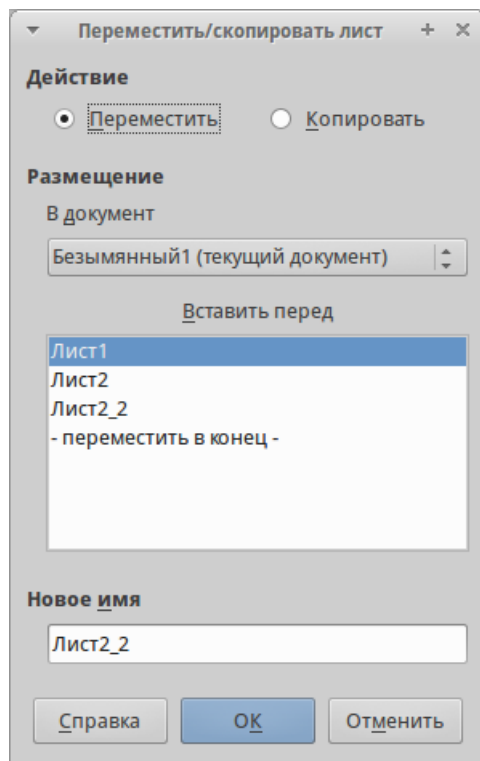 Переместить/скопировать лист
Действие
Переместить Копировать
Размещение
В документ
Безымянный1 (текущий документ)
Вставить перед
Лист1
Лист2
Лист2_2
- переместить в конец -
Новое имя
Лист2_2
Справка ОК Отменить